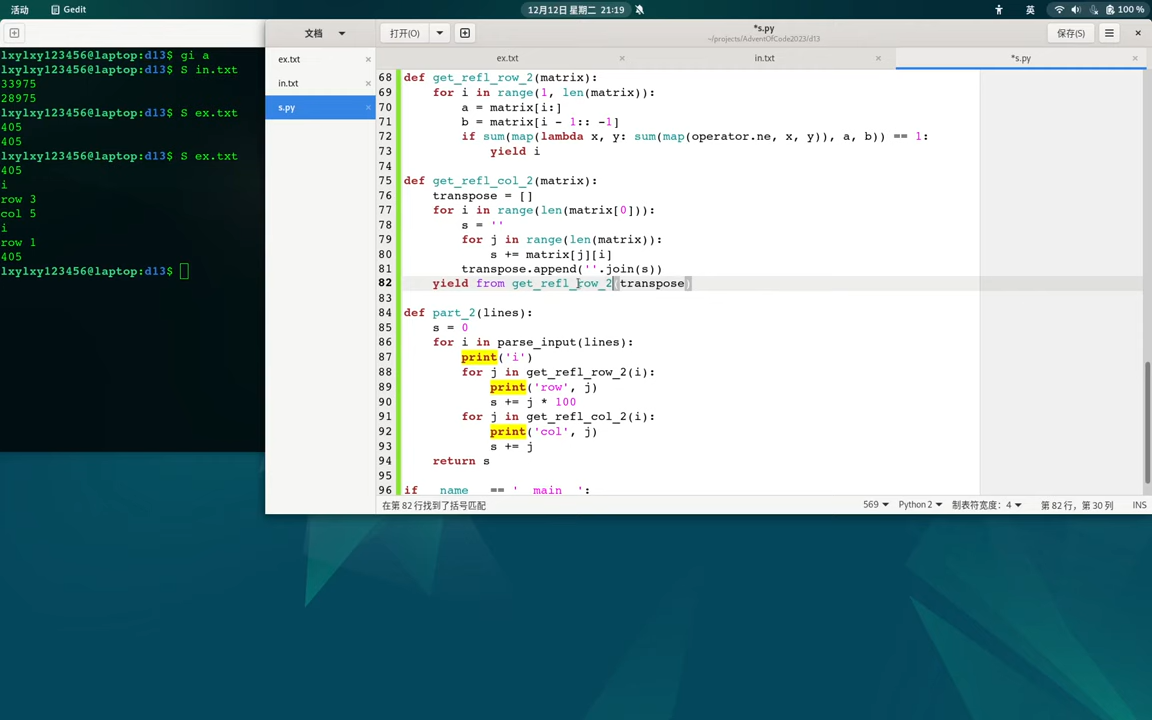 活动 Gedit 12月12日 星期二 21:19 英 100 %
文档 打开(O) *s.py 保存(S)
~/projects/AdventOfCode2023/d13
ex.txt in.txt *s.py
ex.txt
in.txt
s.py
lxylxy123456@laptop:d13$ gi a
lxylxy123456@laptop:d13$ S in.txt
33975
28975
lxylxy123456@laptop:d13$ S ex.txt
405
405
lxylxy123456@laptop:d13$ S ex.txt
405
i
row 3
col 5
i
row 1
405
lxylxy123456@laptop:d13$
68 def get_refl_row_2(matrix):
69     for i in range(1, len(matrix)):
70         a = matrix[i:]
71         b = matrix[i - 1:: -1]
72         if sum(map(lambda x, y: sum(map(operator.ne, x, y)), a, b)) == 1:
73             yield i
74
75 def get_refl_col_2(matrix):
76     transpose = []
77     for i in range(len(matrix[0])):
78         s = ''
79         for j in range(len(matrix)):
80             s += matrix[j][i]
81         transpose.append(''.join(s))
82     yield from get_refl_row_2(transpose)
83
84 def part_2(lines):
85     s = 0
86     for i in parse_input(lines):
87         print('i')
88         for j in get_refl_row_2(i):
89             print('row', j)
90             s += j * 100
91         for j in get_refl_col_2(i):
92             print('col', j)
93             s += j
94     return s
95
96 if __name__ == '__main__':
在第 82 行找到了括号匹配 569 Python 2 制表符宽度：4 第 82 行，第 30 列 INS